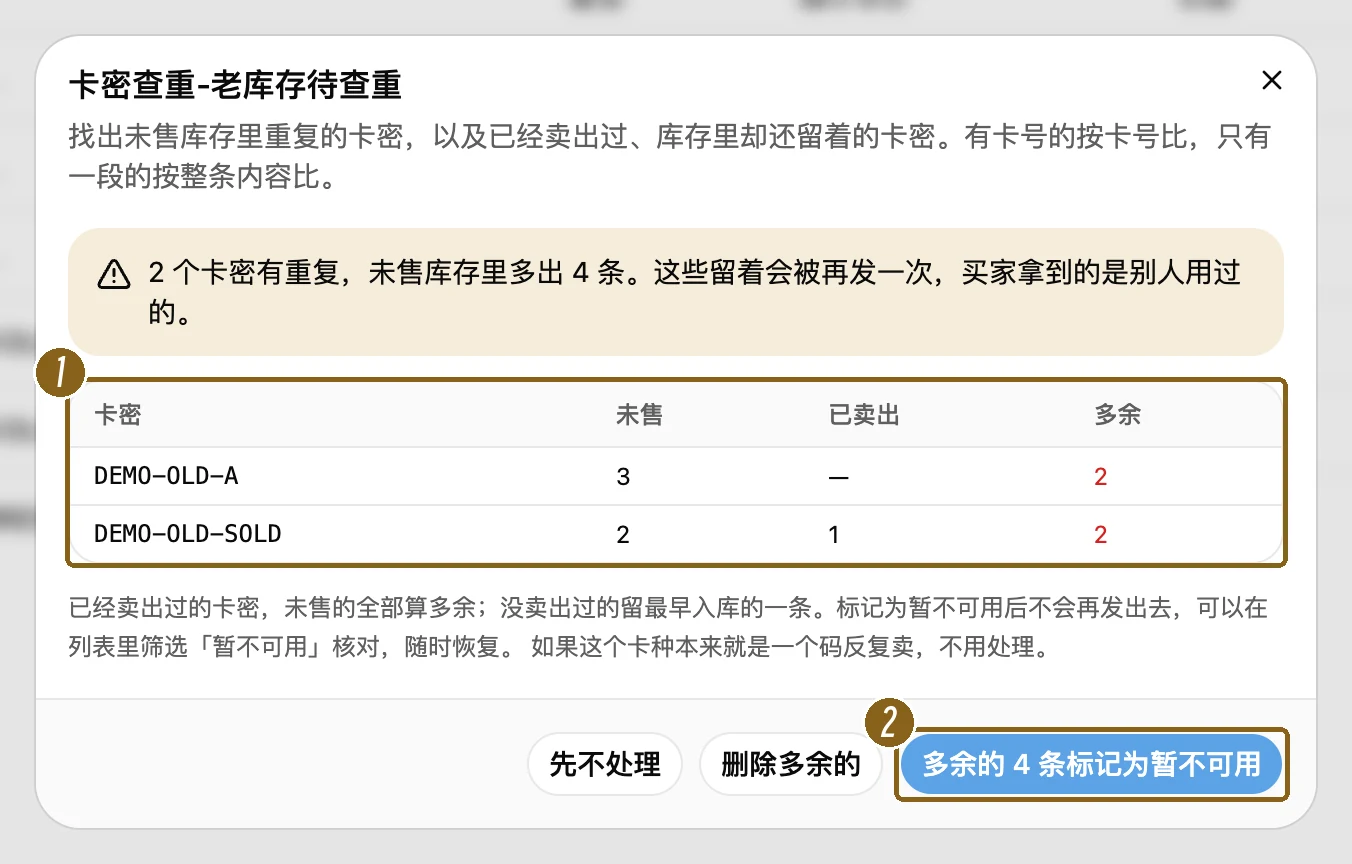 卡密查重-老库存待查重
找出未售库存里重复的卡密，以及已经卖出过、库存里却还留着的卡密。有卡号的按卡号比，只有
一段的按整条内容比。
2 个卡密有重复，未售库存里多出 4 条。这些留着会被再发一次，买家拿到的是别人用过
的。
1
卡密 未售 已卖出 多余
DEMO-OLD-A 3 — 2
DEMO-OLD-SOLD 2 1 2
已经卖出过的卡密，未售的全部算多余；没卖出过的留最早入库的一条。标记为暂不可用后不会再发出去，可以在
列表里筛选「暂不可用」核对，随时恢复。 如果这个卡种本来就是一个码反复卖，不用处理。
2
先不处理 删除多余的 多余的 4 条标记为暂不可用